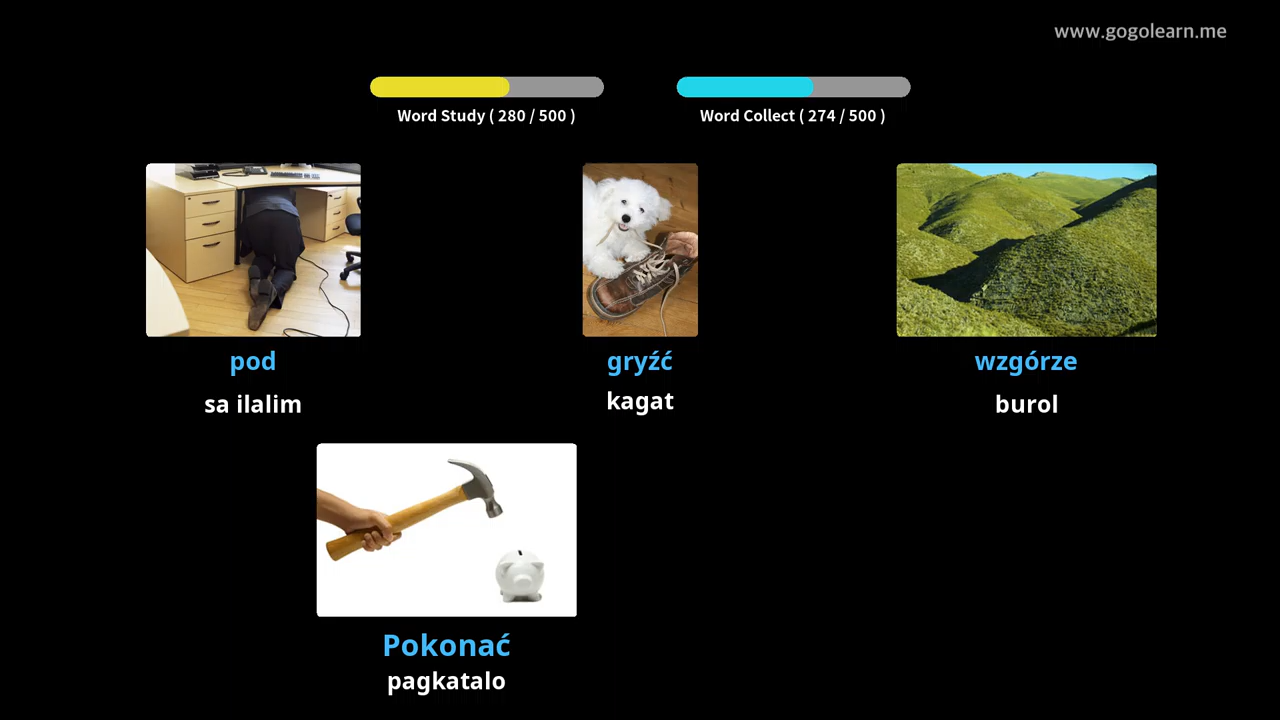 www.gogolearn.me
Word Study ( 280 / 500 )
Word Collect ( 274 / 500 )
pod
sa ilalim
gryźć
kagat
wzgórze
burol
Pokonać
pagkatalo